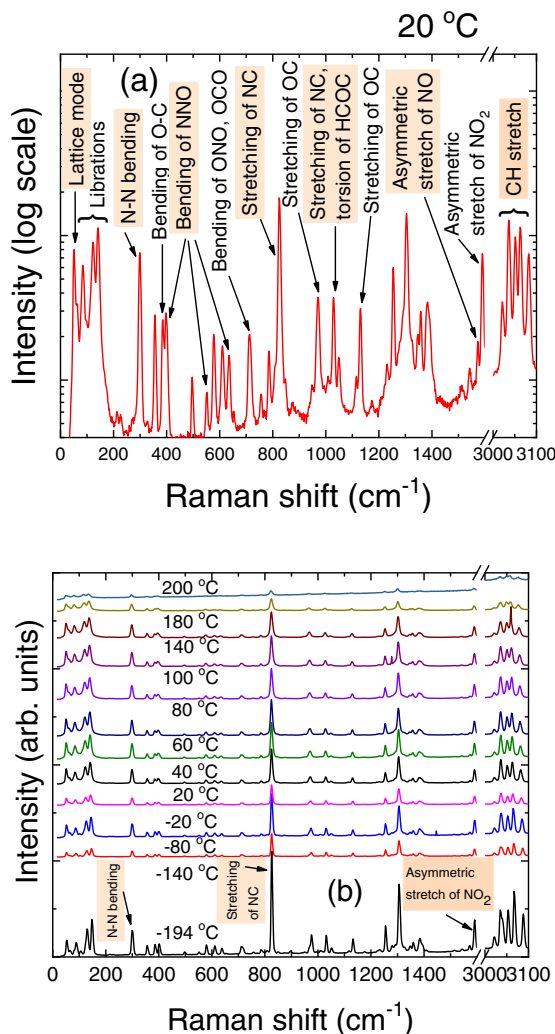 20 °C
(a)
Lattice mode
Librations
N-N bending
Bending of O-C
Bending of NNO
Bending of ONO, OCO
Stretching of NC
Stretching of OC
Stretching of NC,
torsion of HCOC
Stretching of OC
Asymmetric
stretch of NO
Asymmetric
stretch of NO2
CH stretch
Intensity (log scale)
0 200 400 600 800 1000 1200 1400 3000 3100
Raman shift (cm-1)
200 °C
180 °C
140 °C
100 °C
80 °C
60 °C
40 °C
20 °C
-20 °C
-80 °C
-140 °C
-194 °C
N-N bending
Stretching
of NC
(b)
Asymmetric
stretch of NO2
Intensity (arb. units)
0 200 400 600 800 1000 1200 1400 3000 3100
Raman shift (cm-1)